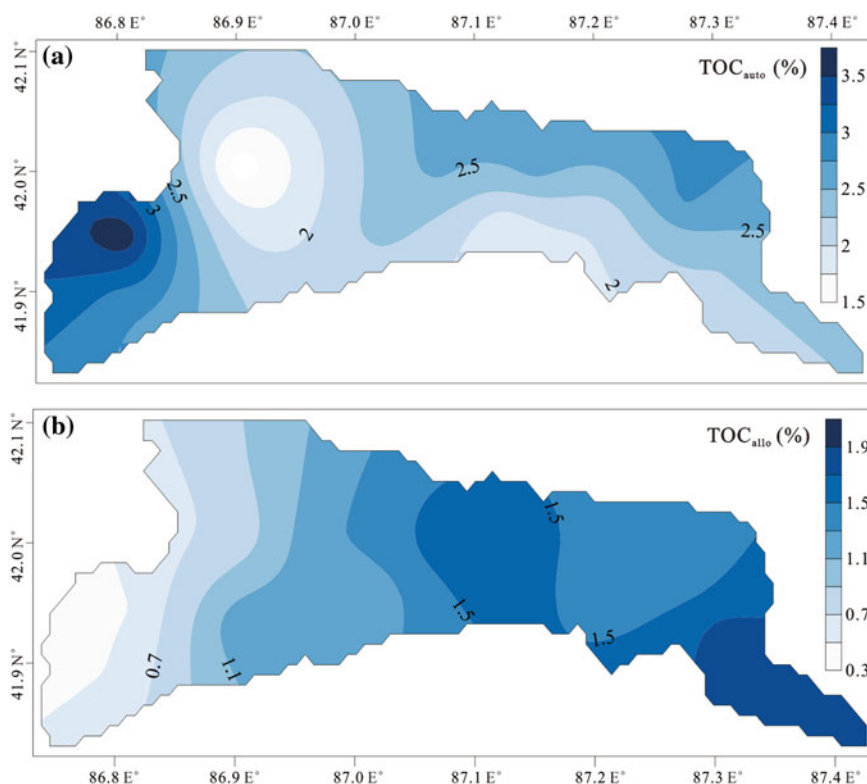 86.8 E° 86.9 E° 87.0 E° 87.1 E° 87.2 E° 87.3 E° 87.4 E°
(a)
TOCauto (%)
42.1 N°
42.0 N°
41.9 N°
3.5
3
2.5
2
1.5
3
2.5
2
2.5
2
2.5
(b)
TOCallo (%)
42.1 N°
42.0 N°
41.9 N°
1.9
1.5
1.1
0.7
0.3
0.7
1.1
1.5
1.5
1.5
86.8 E° 86.9 E° 87.0 E° 87.1 E° 87.2 E° 87.3 E° 87.4 E°